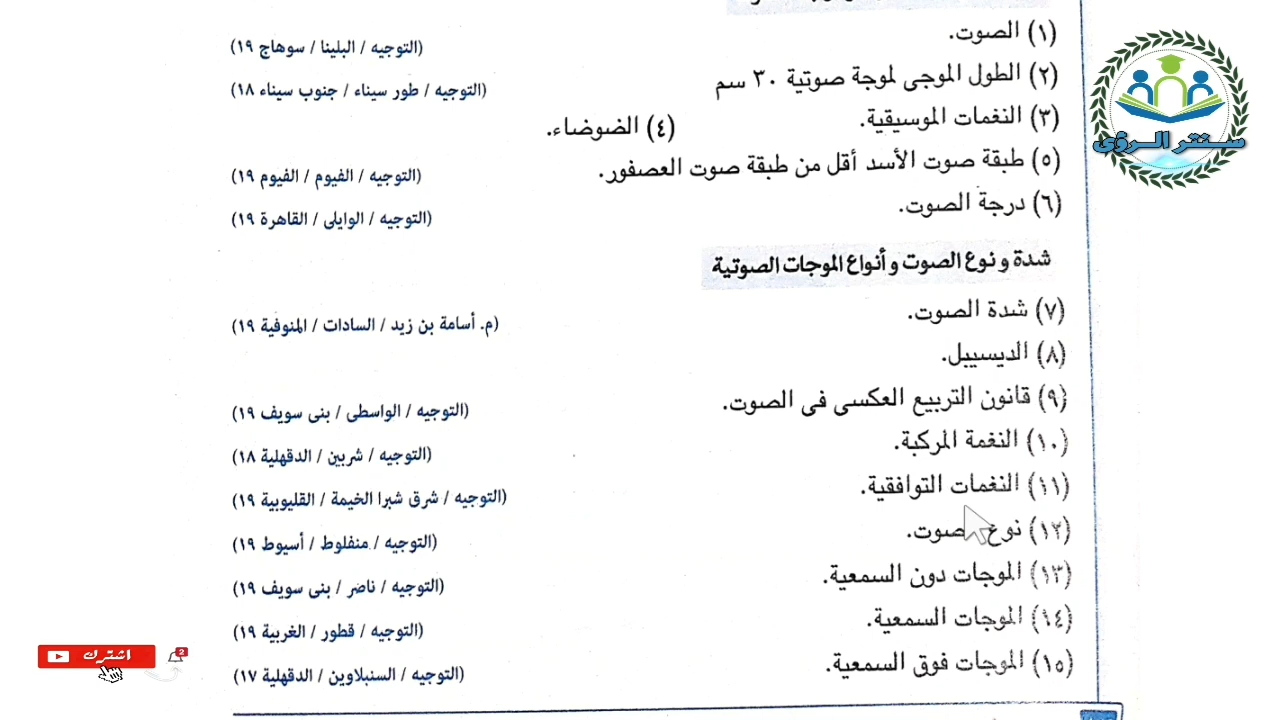 (١) الصوت. (التوجيه / البلينا / سوهاج ١٩)
(٢) الطول الموجى لموجة صوتية ٣٠ سم (التوجيه / طور سيناء / جنوب سيناء ١٨)
(٣) النغمات الموسيقية. (٤) الضوضاء.
(٥) طبقة صوت الأسد أقل من طبقة صوت العصفور. (التوجيه / الفيوم / الفيوم ١٩)
(٦) درجة الصوت. (التوجيه / الوايلى / القاهرة ١٩)
شدة و نوع الصوت و أنواع الموجات الصوتية
(٧) شدة الصوت. (م. أسامة بن زيد / السادات / المنوفية ١٩)
(٨) الديسيبل.
(٩) قانون التربيع العكسى فى الصوت. (التوجيه / الواسطى / بنى سويف ١٩)
(١٠) النغمة المركبة. (التوجيه / شربين / الدقهلية ١٨)
(١١) النغمات التوافقية. (التوجيه / شرق شبرا الخيمة / القليوبية ١٩)
(١٢) نوع الصوت. (التوجيه / منفلوط / أسيوط ١٩)
(١٣) الموجات دون السمعية. (التوجيه / ناصر / بنى سويف ١٩)
(١٤) الموجات السمعية. (التوجيه / قطور / الغربية ١٩)
(١٥) الموجات فوق السمعية. (التوجيه / السنبلاوين / الدقهلية ١٧)
سنتر الرؤى
اشترك
2